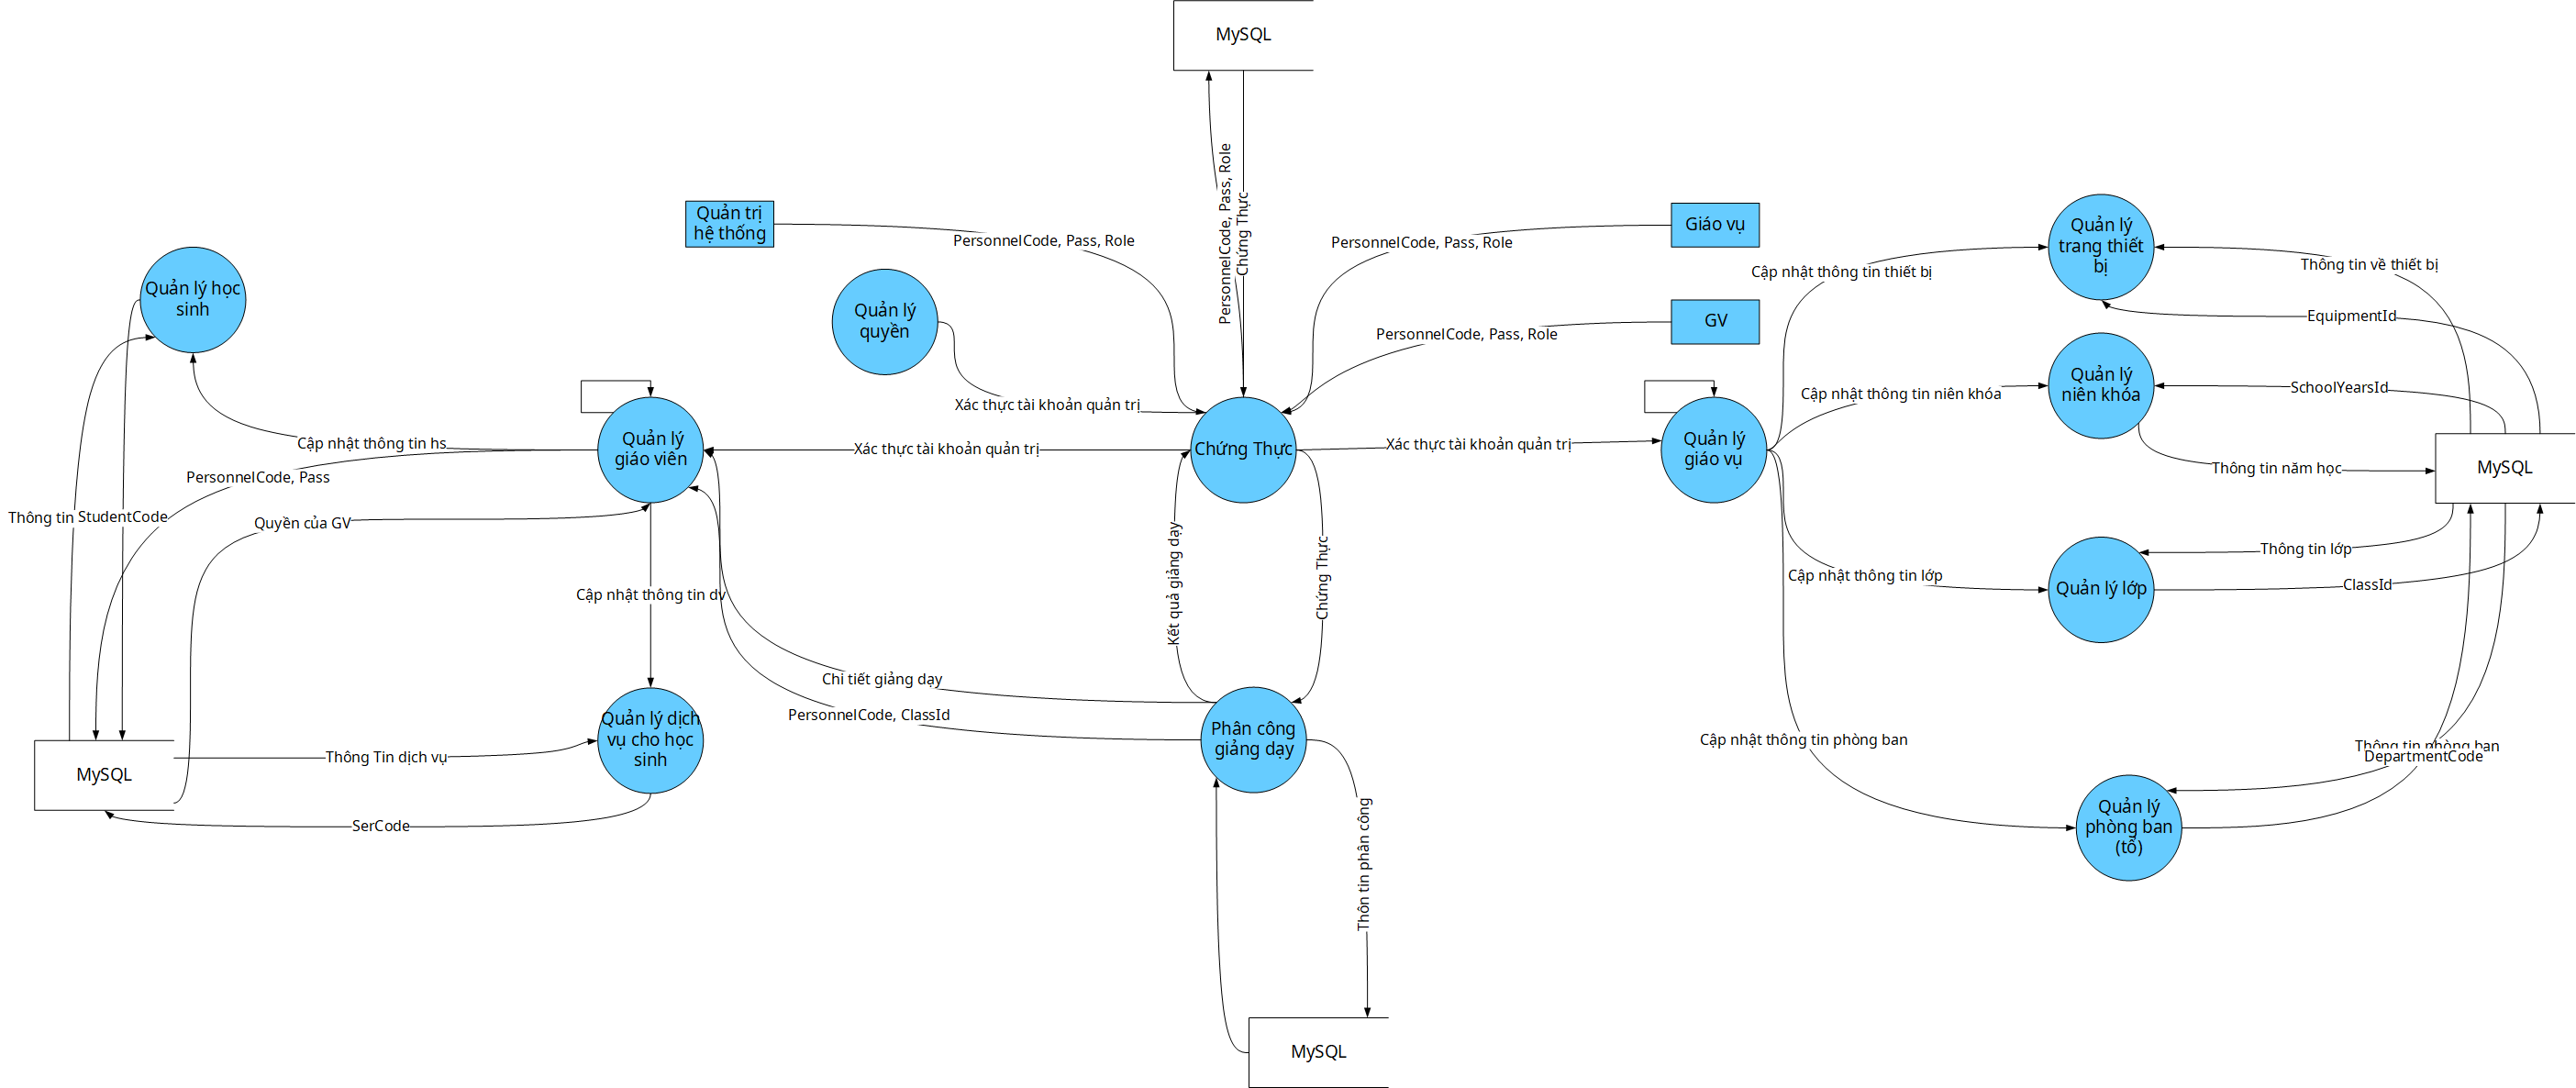 MySQL
PersonnelCode, Pass, Role
Chứng Thực
Quản trị
hệ thống
PersonnelCode, Pass, Role
PersonnelCode, Pass, Role
Giáo vụ
Quản lý
trang thiết
bị
Cập nhật thông tin thiết bị
Thông tin về thiết bị
Quản lý học
sinh
Quản lý
quyền
PersonnelCode, Pass, Role
GV
EquipmentId
Quản lý
niên khóa
Cập nhật thông tin niên khóa
SchoolYearsId
Xác thực tài khoản quản trị
Cập nhật thông tin hs
Quản lý
giáo viên
Xác thực tài khoản quản trị
Chứng Thực
Xác thực tài khoản quản trị
Quản lý
giáo vụ
Thông tin năm học
MySQL
PersonnelCode, Pass
Thông tin
StudentCode
Quyền của GV
Kết quả giảng dạy
Chứng Thực
Thông tin lớp
Cập nhật thông tin lớp
Quản lý lớp
ClassId
Cập nhật thông tin dv
Chi tiết giảng dạy
PersonnelCode, ClassId
Quản lý dịch
vụ cho học
sinh
Phân công
giảng dạy
Cập nhật thông tin phòng ban
Thông tin phòng ban
DepartmentCode
MySQL
Thông Tin dịch vụ
SerCode
Quản lý
phòng ban
(tổ)
Thôn tin phân công
MySQL